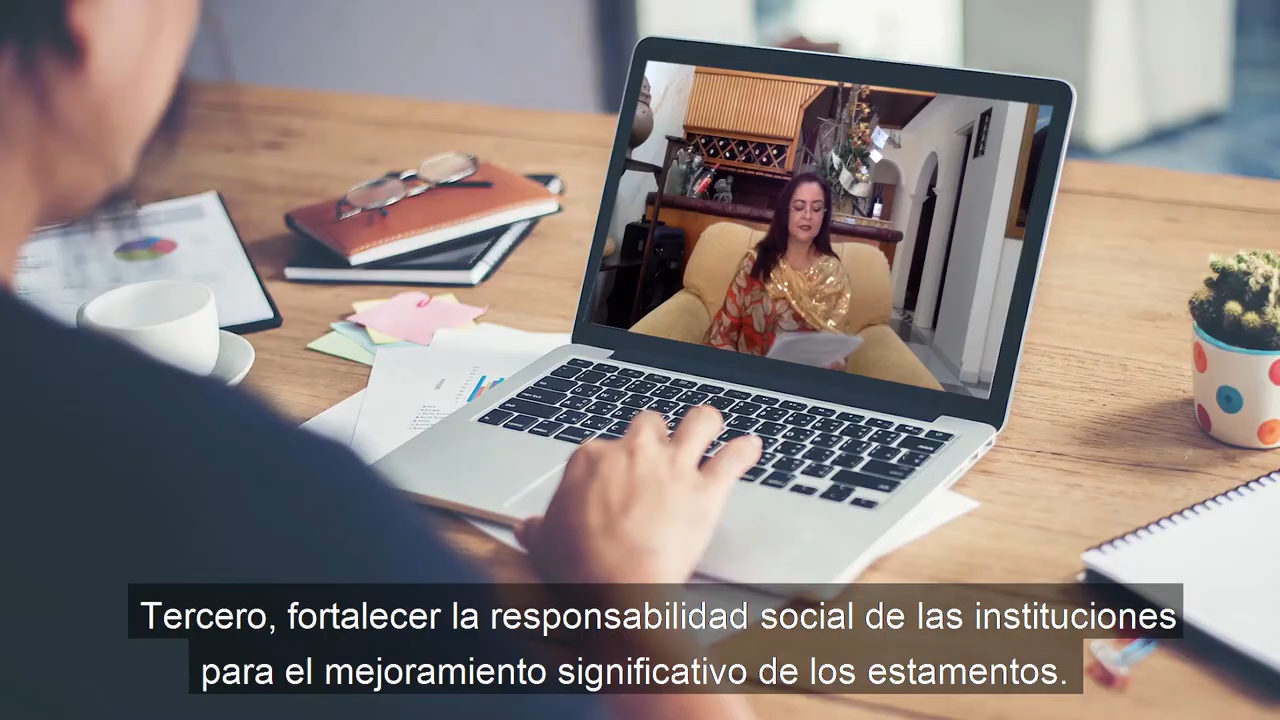 Tercero, fortalecer la responsabilidad social de las instituciones
para el mejoramiento significativo de los estamentos.